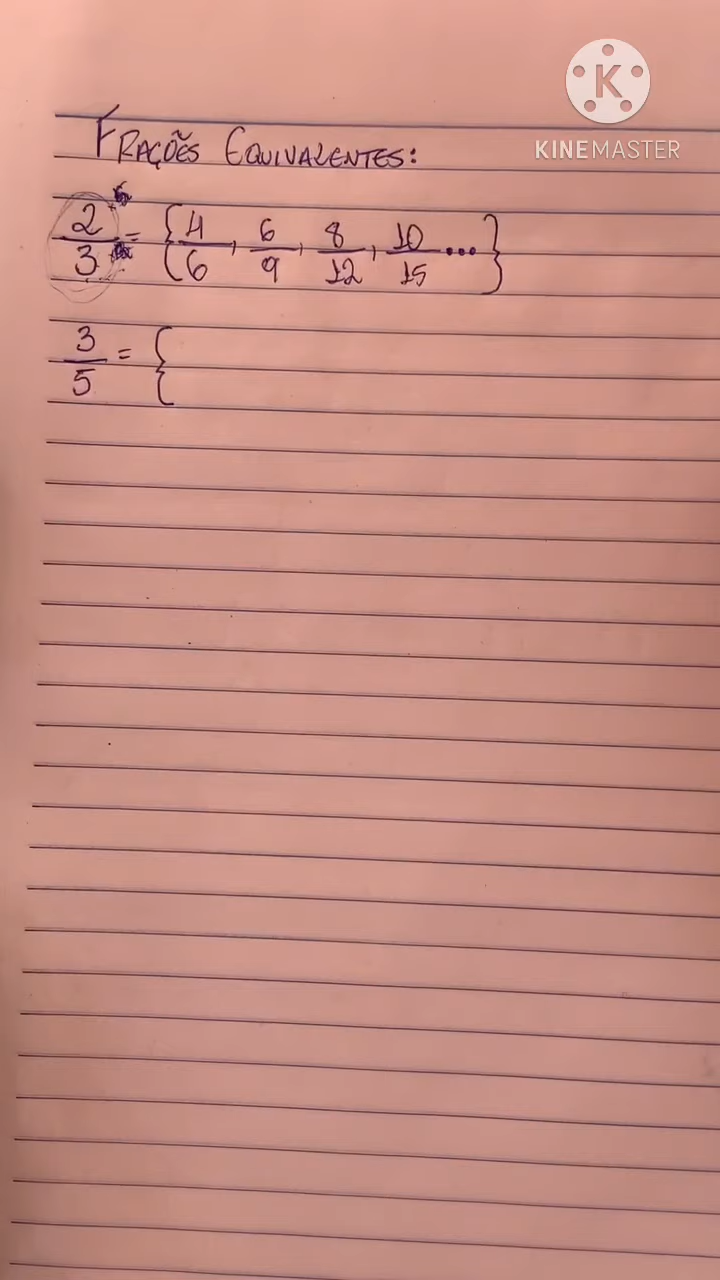 K
KINEMASTER
FRAÇÕES EQUIVALENTES:
2/3 = {4/6, 6/9, 8/12, 10/15 ...}
3/5 = {